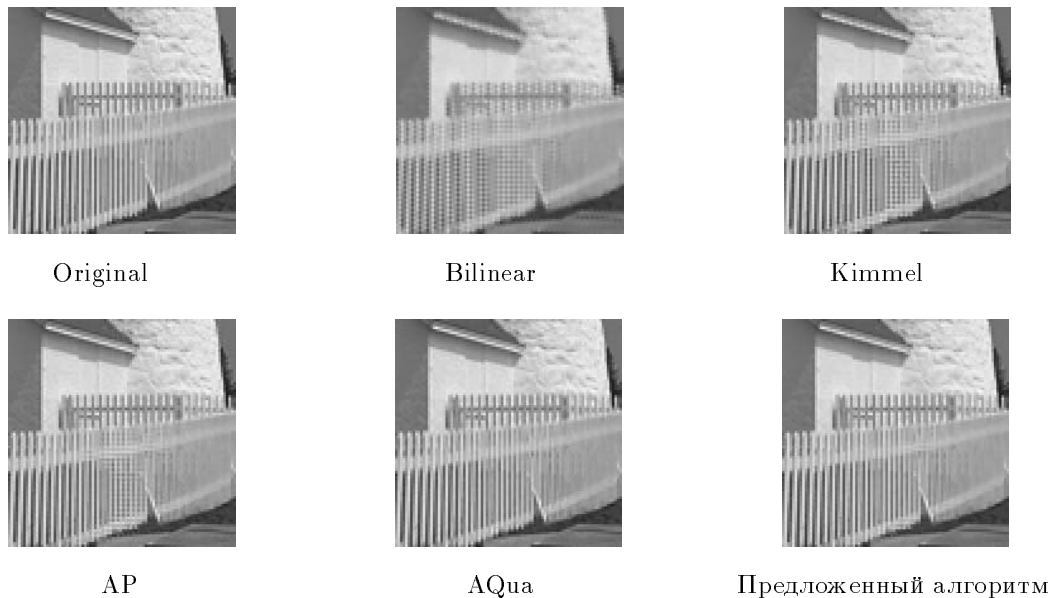 Original
Bilinear
Kimmel
AP
AQua
Предложенный алгоритм